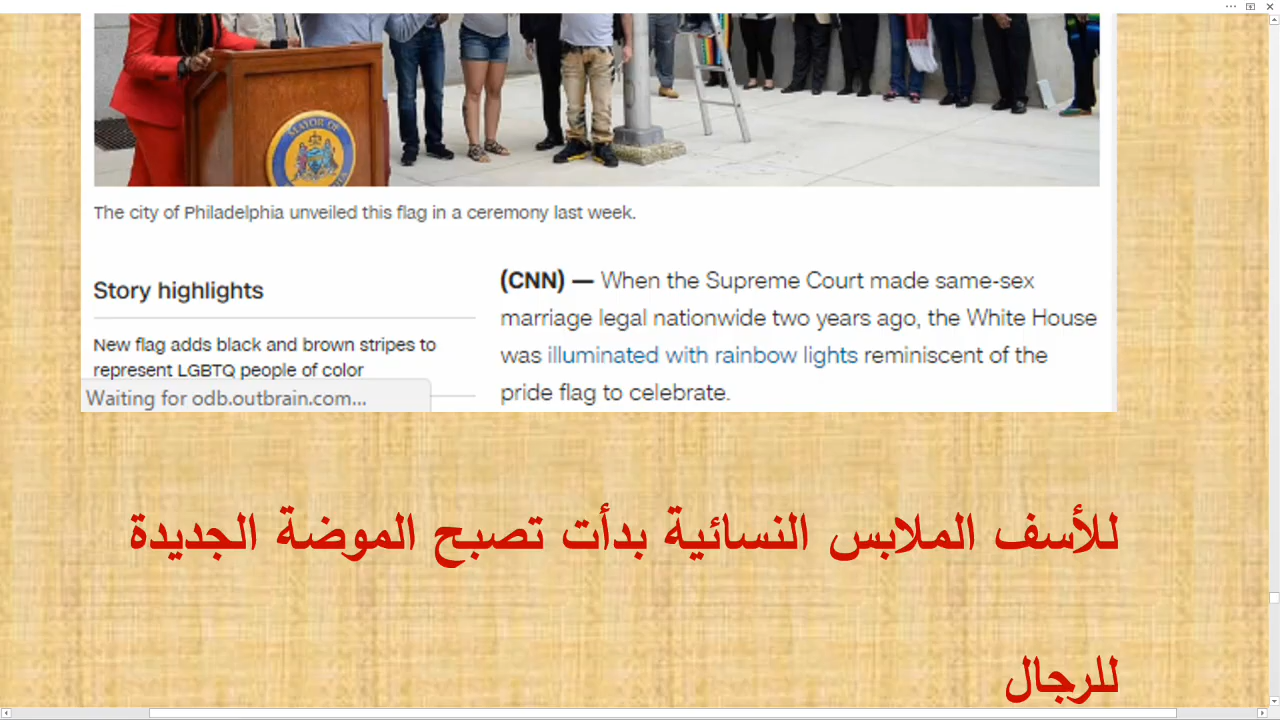 MAYOR OF
The city of Philadelphia unveiled this flag in a ceremony last week.
Story highlights
New flag adds black and brown stripes to
represent LGBTQ people of color
Waiting for odb.outbrain.com...
(CNN) — When the Supreme Court made same-sex
marriage legal nationwide two years ago, the White House
was illuminated with rainbow lights reminiscent of the
pride flag to celebrate.
للأسف الملابس النسائية بدأت تصبح الموضة الجديدة
للرجال